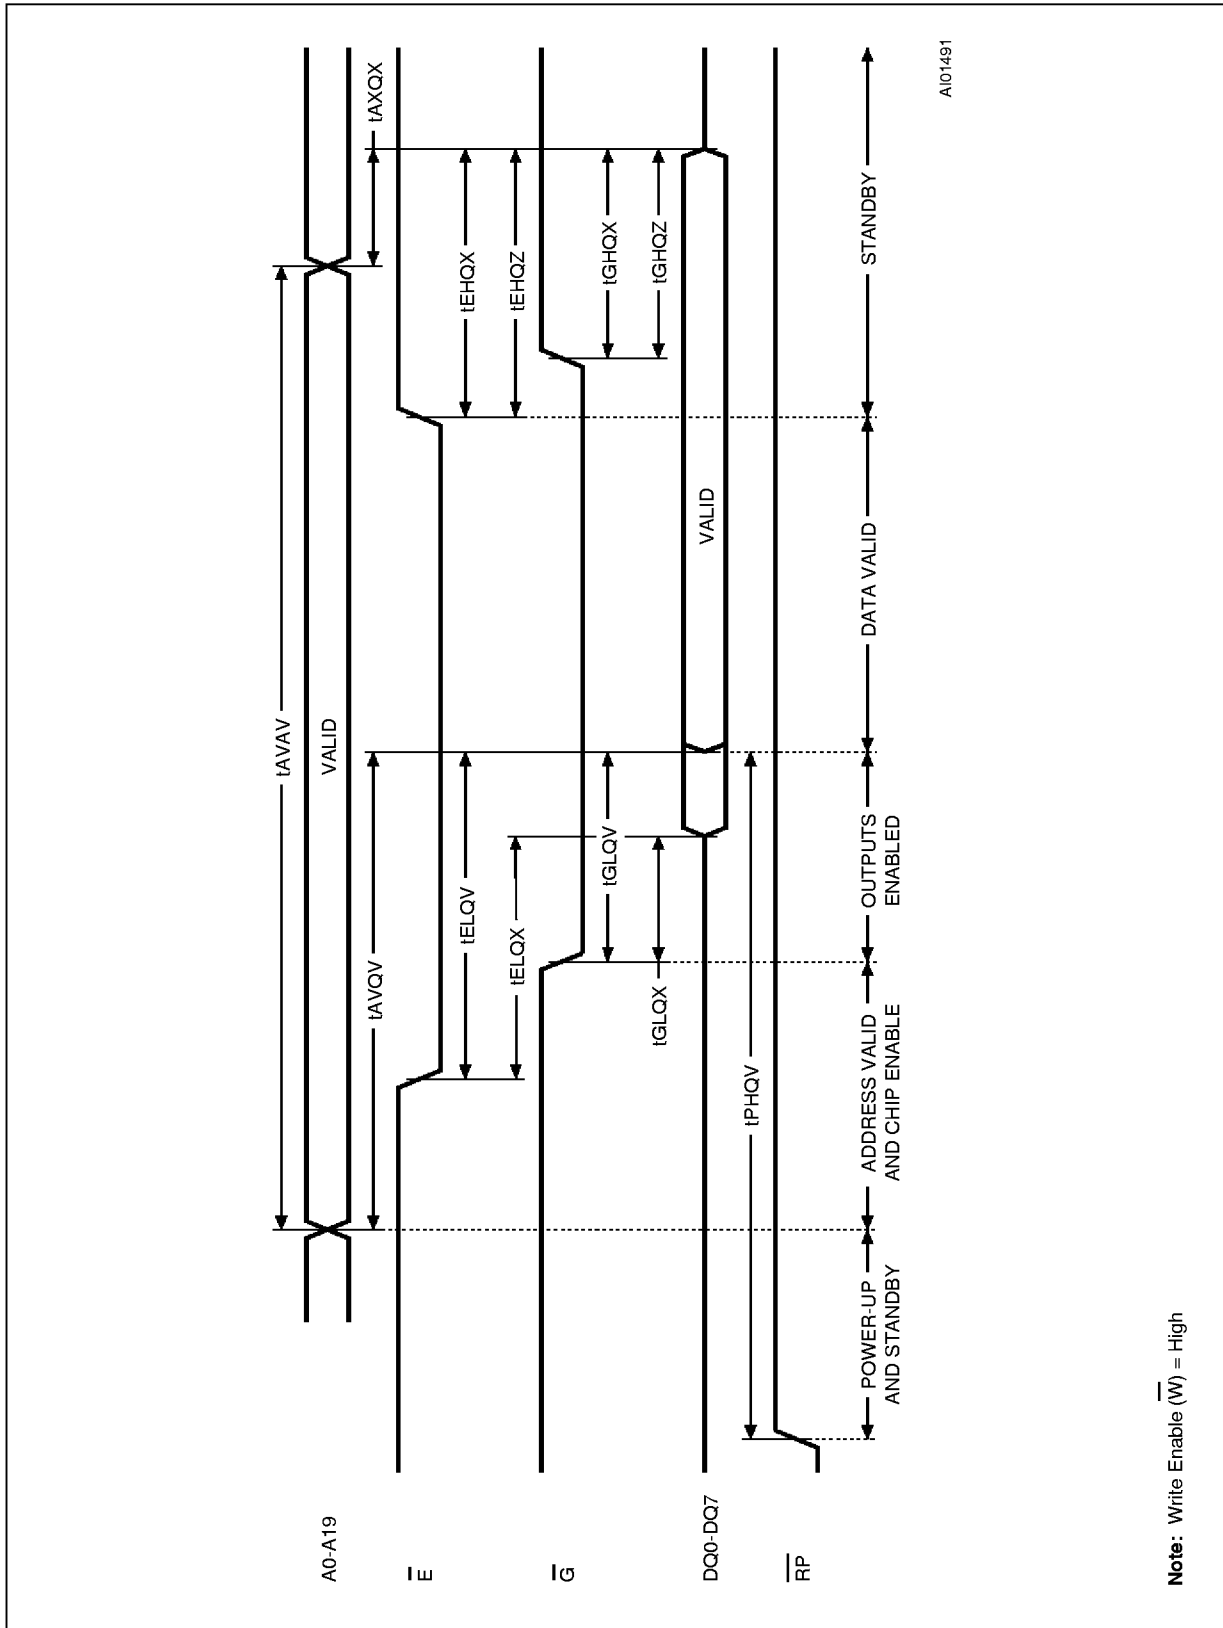 tAVAV
A0-A19
VALID
tAVQV
tAXQX
E
tELQV
tEHQX
tELQX
tEHQZ
G
tGLQV
tGHQX
tGLQX
tGHQZ
DQ0-DQ7
VALID
tPHQV
RP
POWER-UP
AND STANDBY
ADDRESS VALID
AND CHIP ENABLE
OUTPUTS
ENABLED
DATA VALID
STANDBY
AI01491
Note: Write Enable (W̅) = High